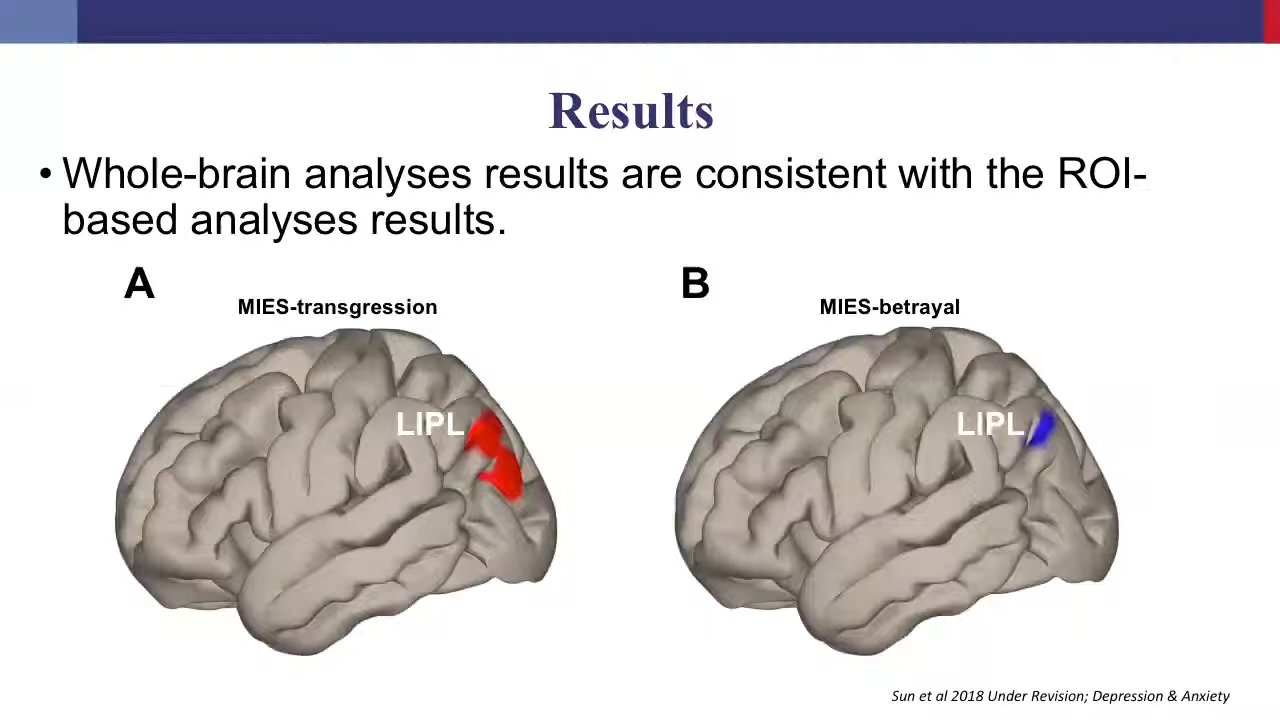 Results
• Whole-brain analyses results are consistent with the ROI-
based analyses results.
A
MIES-transgression
LIPL
B
MIES-betrayal
LIPL
Sun et al 2018 Under Revision; Depression & Anxiety